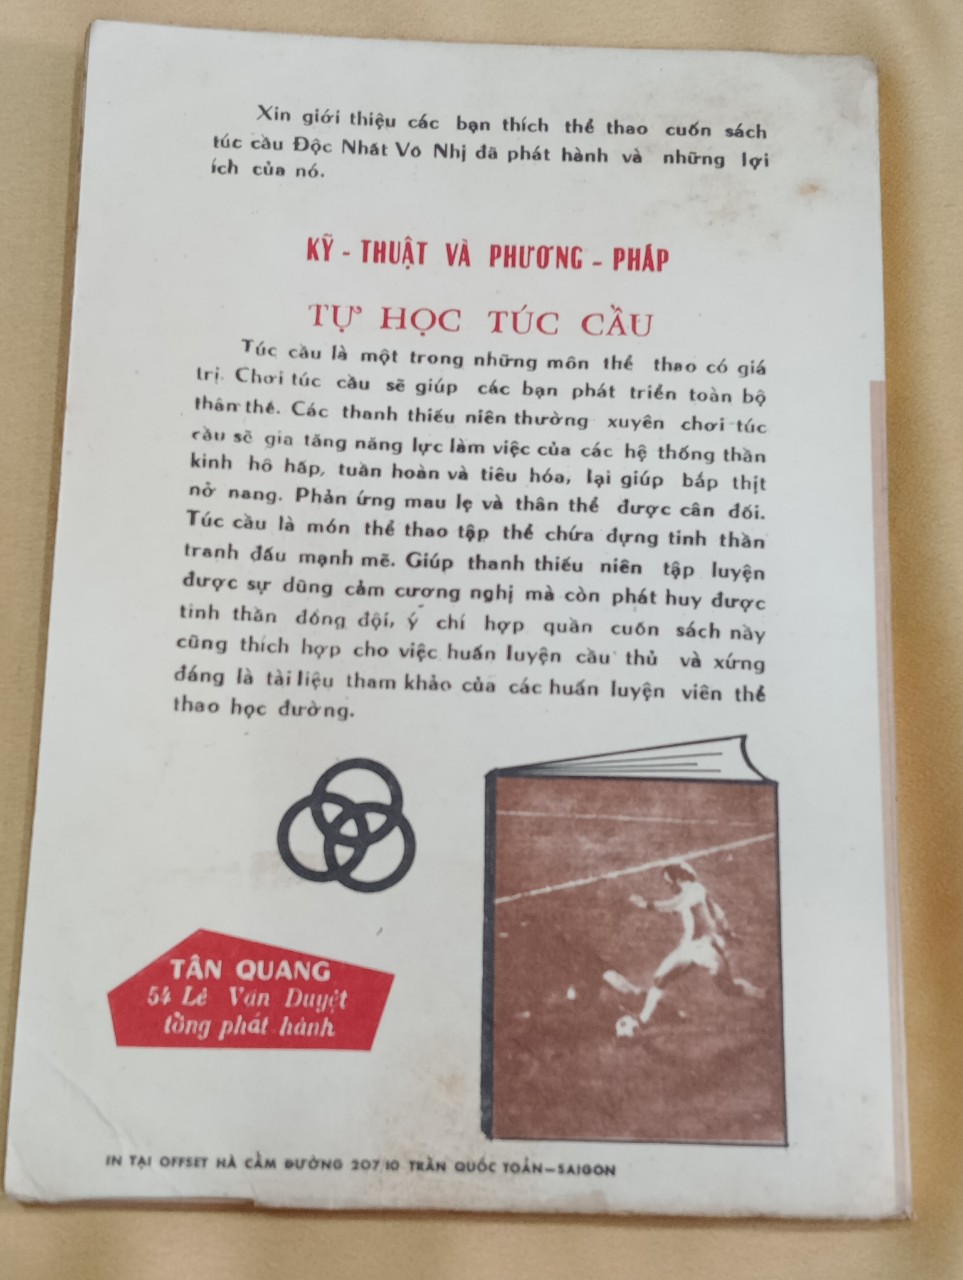 Xin giới thiệu các bạn thích thể thao cuốn sách
túc cầu Độc Nhất Vô Nhị đã phát hành và những lợi
ích của nó.
KỸ - THUẬT VÀ PHƯƠNG - PHÁP
TỰ HỌC TÚC CẦU
Túc cầu là một trong những môn thể thao có giá
trị. Chơi túc cầu sẽ giúp các bạn phát triển toàn bộ
thân thể. Các thanh thiếu niên thường xuyên chơi túc
cầu sẽ gia tăng năng lực làm việc của các hệ thống thần
kinh hô hấp, tuần hoàn và tiêu hóa, lại giúp bắp thịt
nở nang. Phản ứng mau lẹ và thân thể được cân đối.
Túc cầu là món thể thao tập thể chứa đựng tinh thần
tranh đấu mạnh mẽ. Giúp thanh thiếu niên tập luyện
được sự dũng cảm cương nghị mà còn phát huy được
tinh thần đồng đội, ý chí hợp quần cuốn sách nầy
cũng thích hợp cho việc huấn luyện cầu thủ và xứng
đáng là tài liệu tham khảo của các huấn luyện viên thể
thao học đường.
TÂN QUANG
54 Lê Văn Duyệt
tổng phát hành
IN TẠI OFFSET HÀ CẨM ĐƯỜNG 207/10 TRẦN QUỐC TOẢN—SAIGON